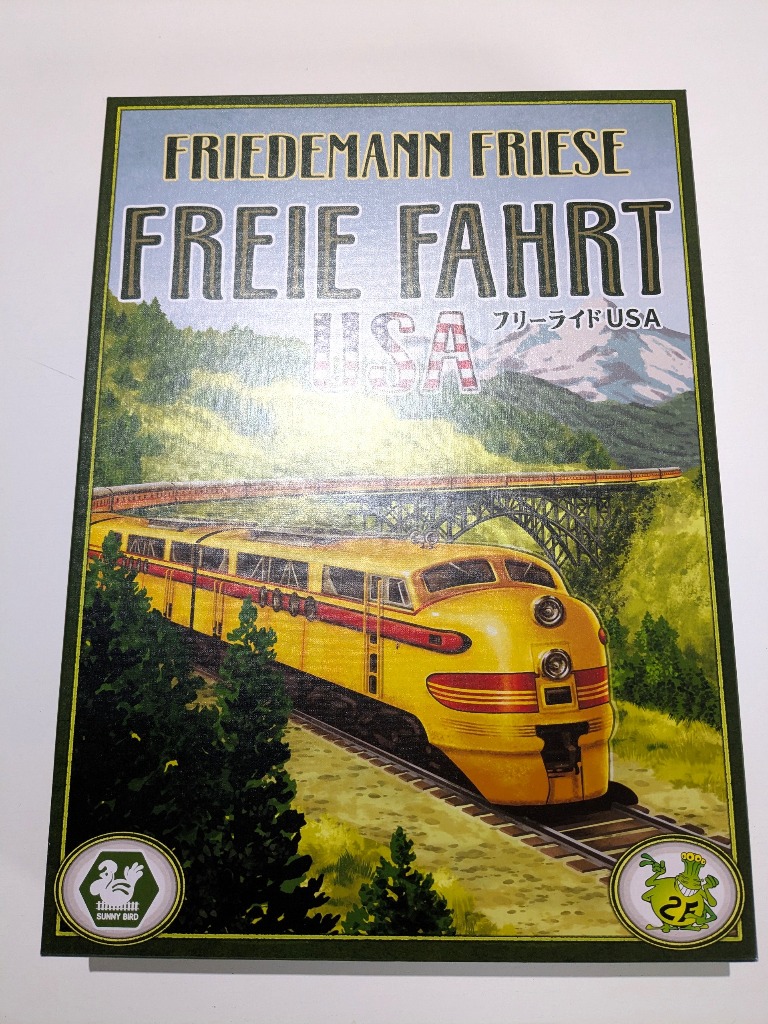 FRIEDEMANN FRIESE
FREIE FAHRT
USA
フリーライドUSA
SUNNY BIRD
2F